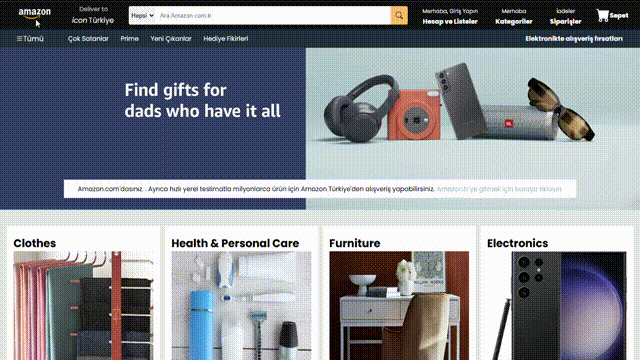 amazon
Deliver to
icon Türkiye
Hepsi
Ara Amazon.com.tr
Merhaba, Giriş Yapın
Hesap ve Listeler
Merhaba
Kategoriler
İadeler
Siparişler
Sepet
Tümü
Çok Satanlar
Prime
Yeni Çıkanlar
Hediye Fikirleri
Elektronikte alışveriş fırsatları
Find gifts for
dads who have it all
JBL
Amazon.com'dasınız. . Ayrıca hızlı yerel teslimatla milyonlarca ürün için Amazon Türkiye'den alışveriş yapabilirsiniz. Amazon.tr'ye gitmek için buraya tıklayın
Clothes
Health & Personal Care
Furniture
Electronics